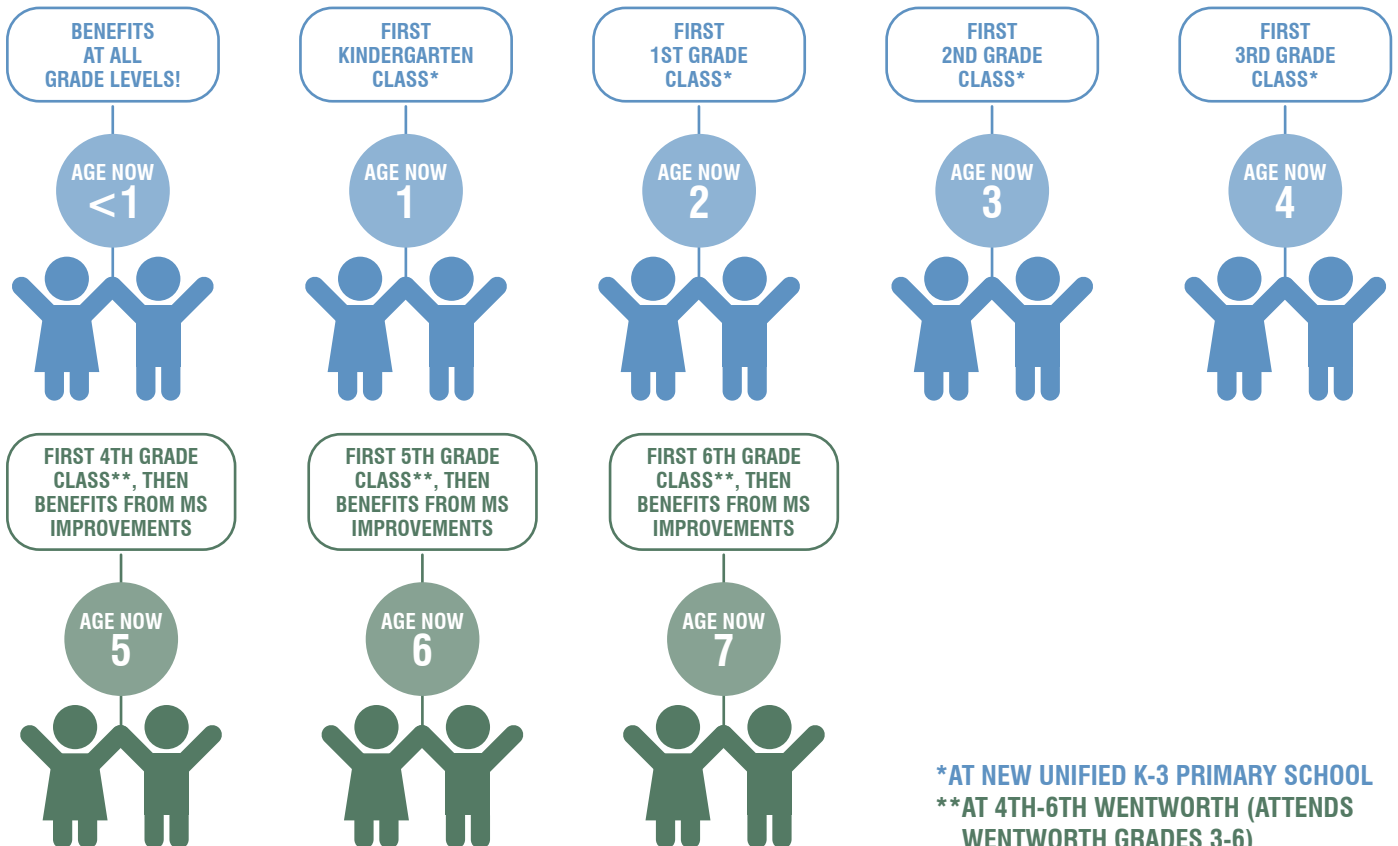 BENEFITS
AT ALL
GRADE LEVELS!
FIRST
KINDERGARTEN
CLASS*
FIRST
1ST GRADE
CLASS*
FIRST
2ND GRADE
CLASS*
FIRST
3RD GRADE
CLASS*
AGE NOW
<1
AGE NOW
1
AGE NOW
2
AGE NOW
3
AGE NOW
4
FIRST 4TH GRADE
CLASS**, THEN
BENEFITS FROM MS
IMPROVEMENTS
FIRST 5TH GRADE
CLASS**, THEN
BENEFITS FROM MS
IMPROVEMENTS
FIRST 6TH GRADE
CLASS**, THEN
BENEFITS FROM MS
IMPROVEMENTS
AGE NOW
5
AGE NOW
6
AGE NOW
7
*AT NEW UNIFIED K-3 PRIMARY SCHOOL
**AT 4TH-6TH WENTWORTH (ATTENDS
WENTWORTH GRADES 3-6)